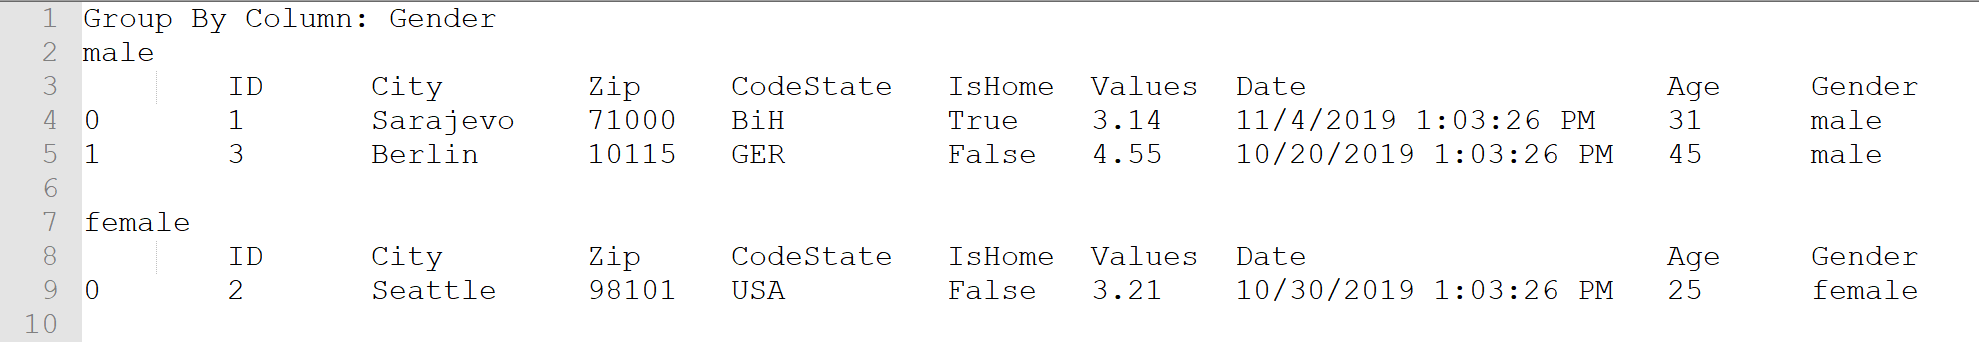 1 Group By Column: Gender
2 male
3 ID City Zip CodeState IsHome Values Date Age Gender
4 0 1 Sarajevo 71000 BiH True 3.14 11/4/2019 1:03:26 PM 31 male
5 1 3 Berlin 10115 GER False 4.55 10/20/2019 1:03:26 PM 45 male
6
7 female
8 ID City Zip CodeState IsHome Values Date Age Gender
9 0 2 Seattle 98101 USA False 3.21 10/30/2019 1:03:26 PM 25 female
10